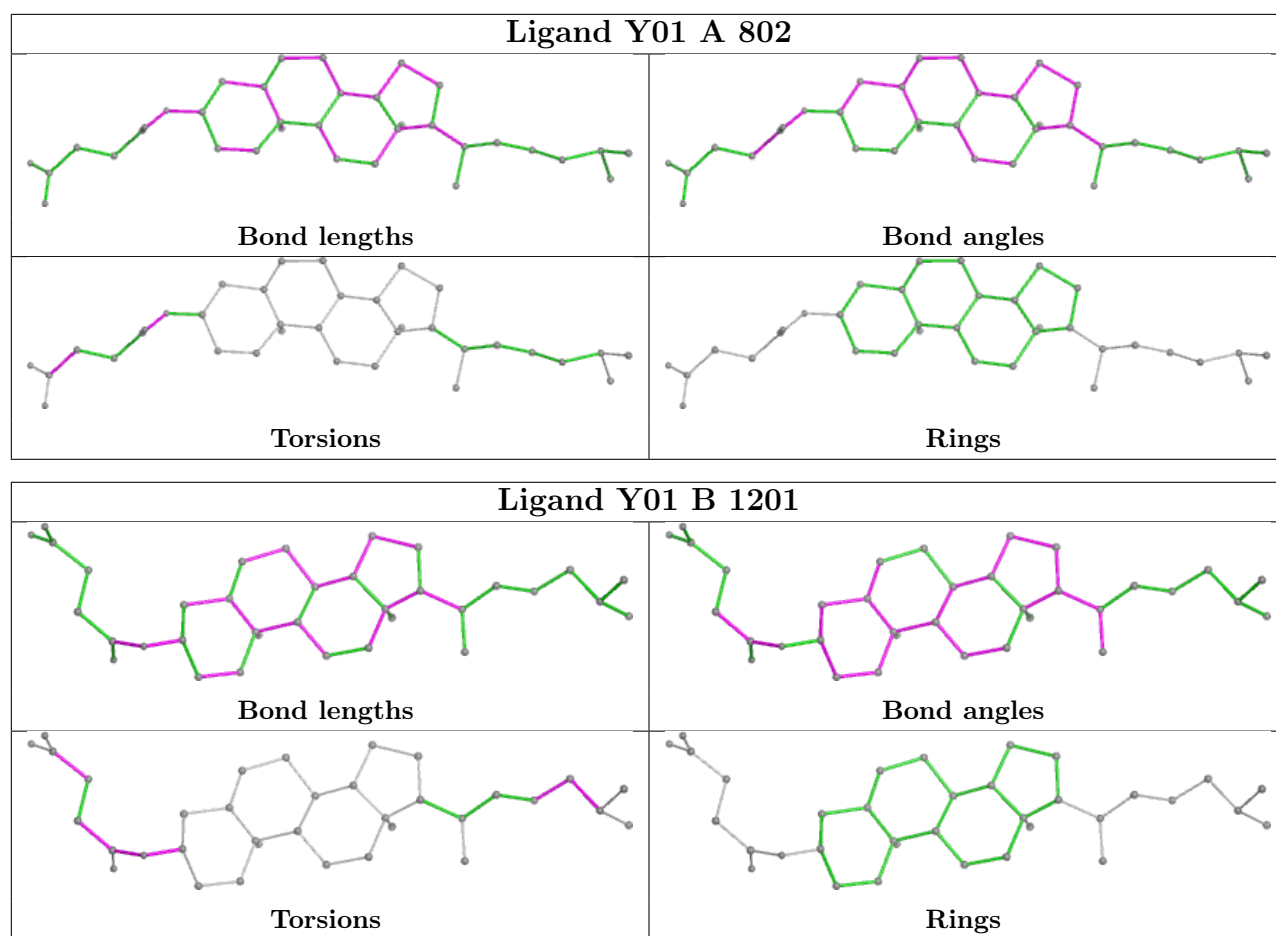 Ligand Y01 A 802
Bond lengths
Bond angles
Torsions
Rings
Ligand Y01 B 1201
Bond lengths
Bond angles
Torsions
Rings